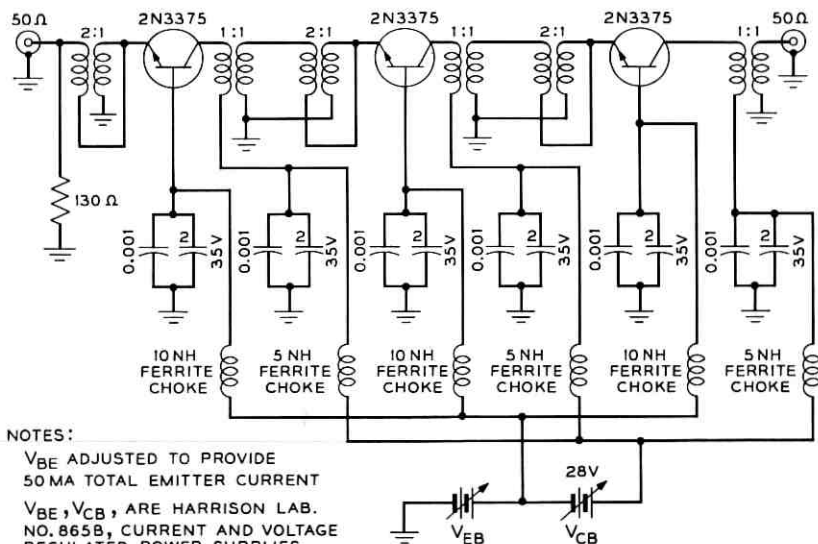 50Ω 2:1 2N3375 1:1 2:1 2N3375 1:1 2:1 2N3375 1:1 50Ω
130 Ω
0.001 2 35V 0.001 2 35V 0.001 2 35V 0.001 2 35V 0.001 2 35V 0.001 2 35V
10 NH FERRITE CHOKE
5 NH FERRITE CHOKE
10 NH FERRITE CHOKE
5 NH FERRITE CHOKE
10 NH FERRITE CHOKE
5 NH FERRITE CHOKE
NOTES:
VBE ADJUSTED TO PROVIDE
50 MA TOTAL EMITTER CURRENT
VBE, VCB, ARE HARRISON LAB.
NO. 865B, CURRENT AND VOLTAGE
REGULATED POWER SUPPLIES
28V
VEB VCB